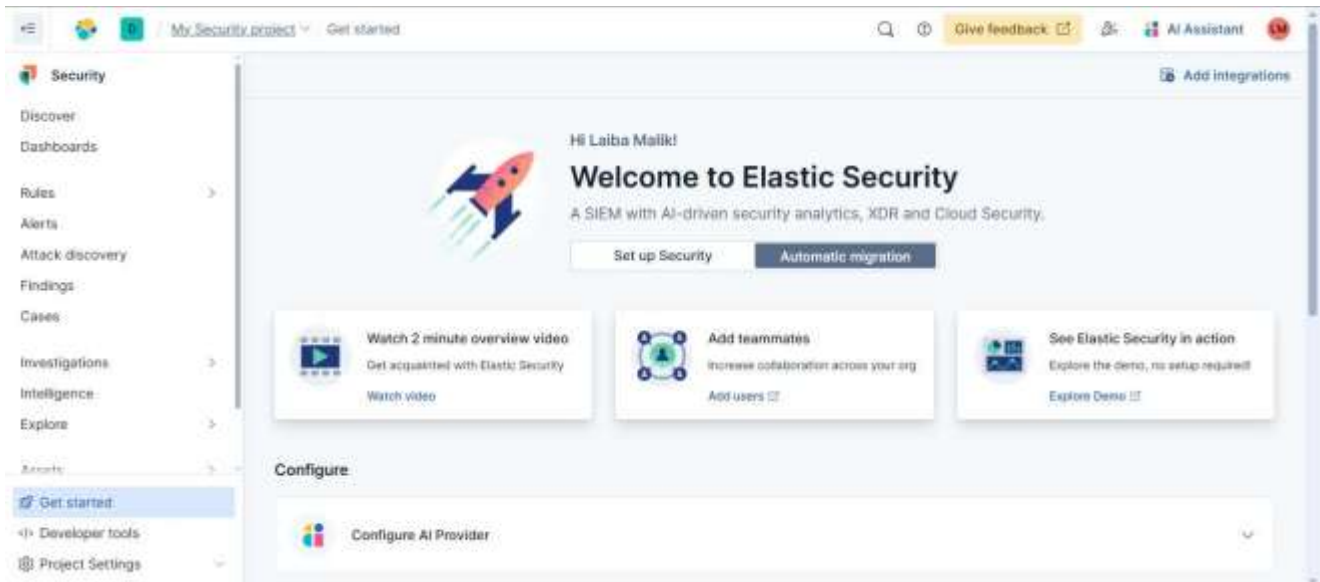 D / My Security project Get started
Give feedback
AI Assistant
LM
Security
Add integrations
Discover
Dashboards
Rules
Alerts
Attack discovery
Findings
Cases
Investigations
Intelligence
Explore
Assets
Get started
Developer tools
Project Settings
Hi Laiba Malik!
Welcome to Elastic Security
A SIEM with AI-driven security analytics, XDR and Cloud Security.
Set up Security
Automatic migration
Watch 2 minute overview video
Get acquainted with Elastic Security
Watch video
Add teammates
Increase collaboration across your org
Add users
See Elastic Security in action
Explore the demo, no setup required!
Explore Demo
Configure
Configure AI Provider